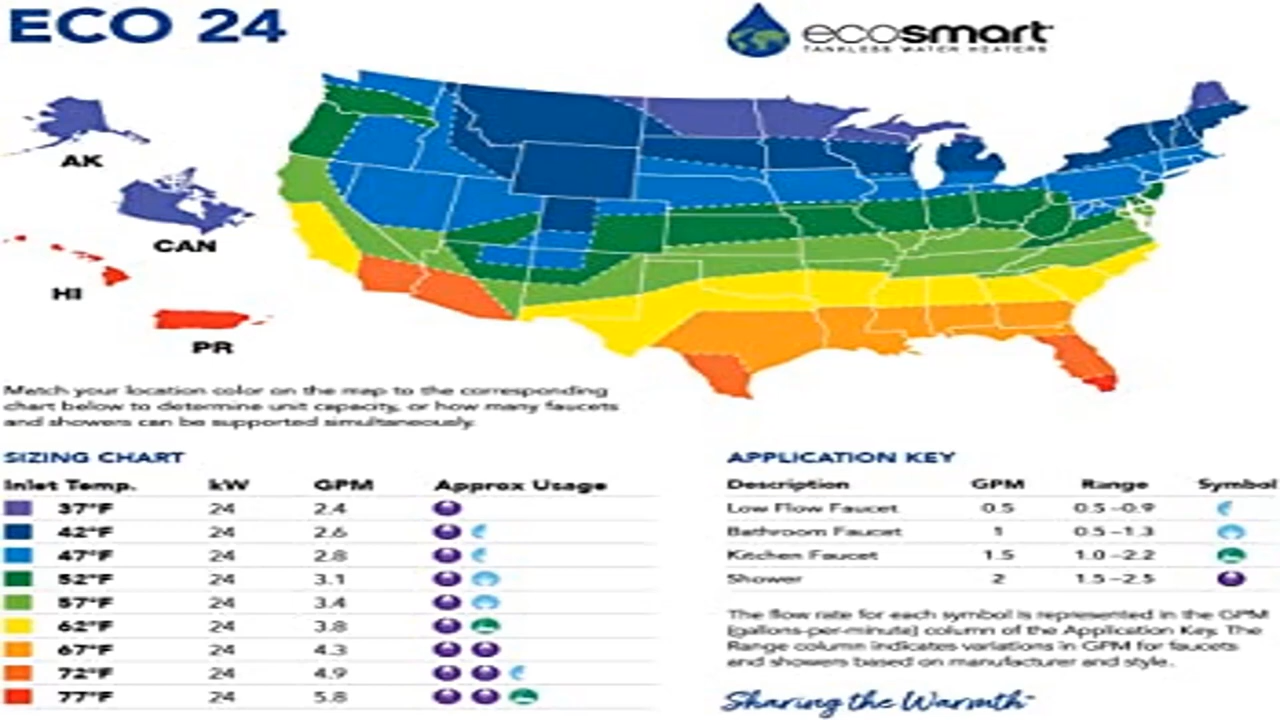 ECO 24
ecosmart
TANKLESS WATER HEATERS
AK
CAN
HI
PR
Match your location color on the map to the corresponding
chart below to determine unit capacity, or how many faucets
and showers can be supported simultaneously.
SIZING CHART
Inlet Temp. kW GPM Approx Usage
37°F 24 2.4
42°F 24 2.6
47°F 24 2.8
52°F 24 3.1
57°F 24 3.4
62°F 24 3.8
67°F 24 4.3
72°F 24 4.9
77°F 24 5.8
APPLICATION KEY
Description GPM Range Symbol
Low Flow Faucet 0.5 0.5 –0.9
Bathroom Faucet 1 0.5 –1.3
Kitchen Faucet 1.5 1.0 –2.2
Shower 2 1.5 –2.5
The flow rate for each symbol is represented in the GPM
(gallons-per-minute) column of the Application Key. The
Range column indicates variations in GPM for faucets
and showers based on manufacturer and style.
Sharing the Warmth